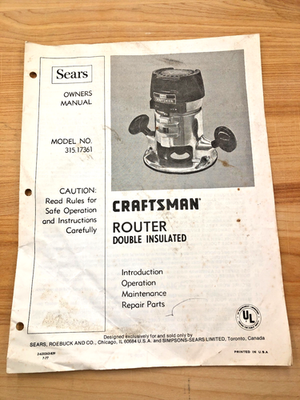 Sears
OWNERS
MANUAL
MODEL NO.
315.17361
CAUTION:
Read Rules for
Safe Operation
and Instructions
Carefully
CRAFTSMAN
ROUTER
DOUBLE INSULATED
Introduction
Operation
Maintenance
Repair Parts
UL
Designed exclusively for and sold only by
SEARS, ROEBUCK AND CO., Chicago, IL 60684 U.S.A. and SIMPSONS-SEARS LIMITED, Toronto, Canada
PRINTED IN U.S.A